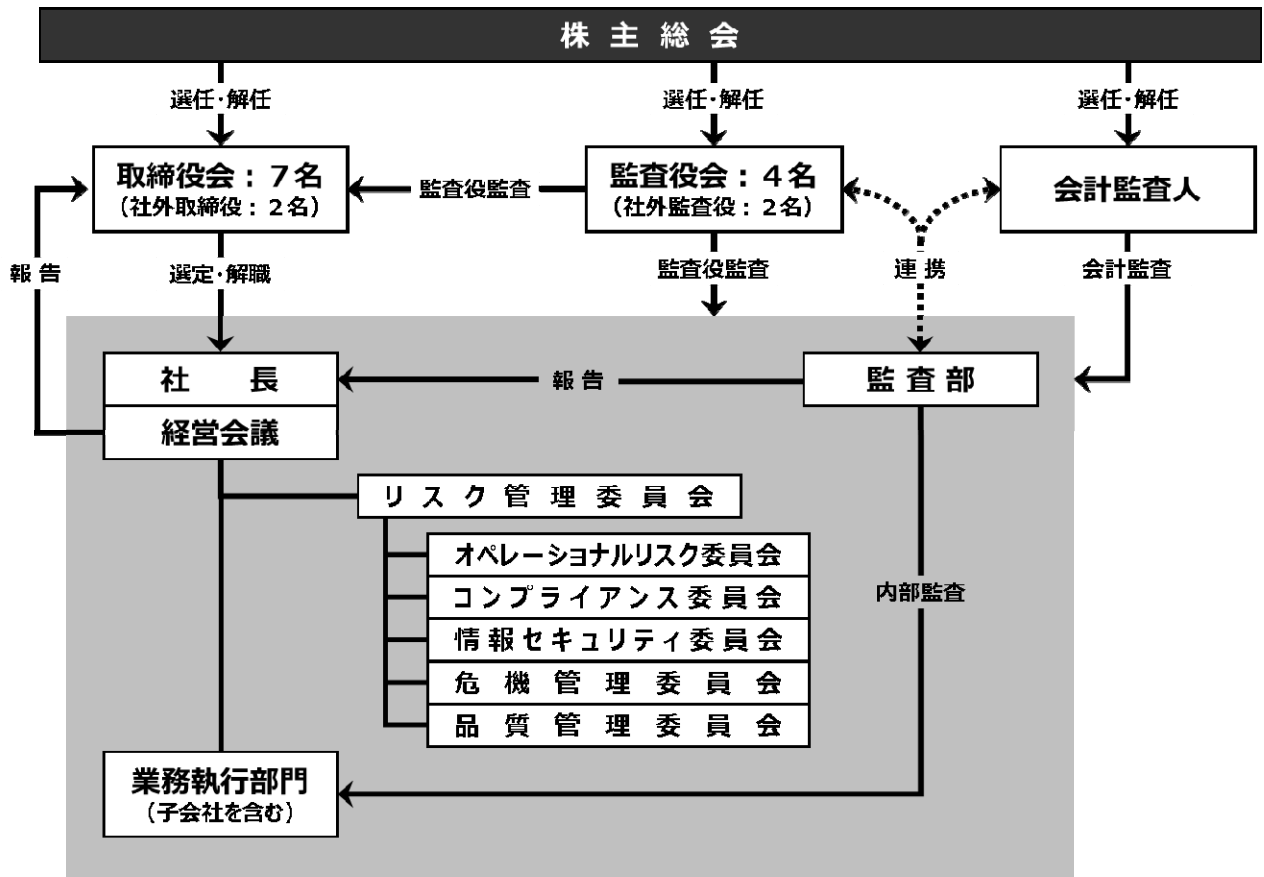 株主総会
選任・解任
選任・解任
選任・解任
取締役会：７名
（社外取締役：２名）
監査役監査
監査役会：４名
（社外監査役：２名）
会計監査人
報告
選定・解職
監査役監査
連携
会計監査
社長
報告
監査部
経営会議
リスク管理委員会
オペレーショナルリスク委員会
コンプライアンス委員会
内部監査
情報セキュリティ委員会
危機管理委員会
品質管理委員会
業務執行部門
（子会社を含む）